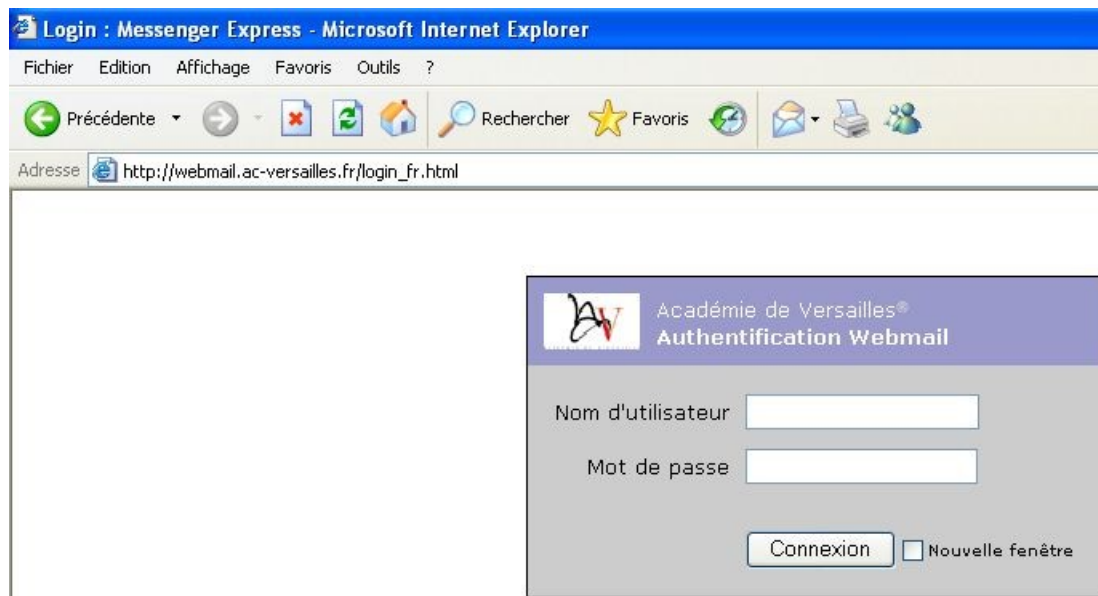 Login : Messenger Express - Microsoft Internet Explorer
Fichier Edition Affichage Favoris Outils ?
Précédente Rechercher Favoris
Adresse http://webmail.ac-versailles.fr/login_fr.html
AV
Académie de Versailles®
Authentification Webmail
Nom d'utilisateur
Mot de passe
Connexion Nouvelle fenêtre